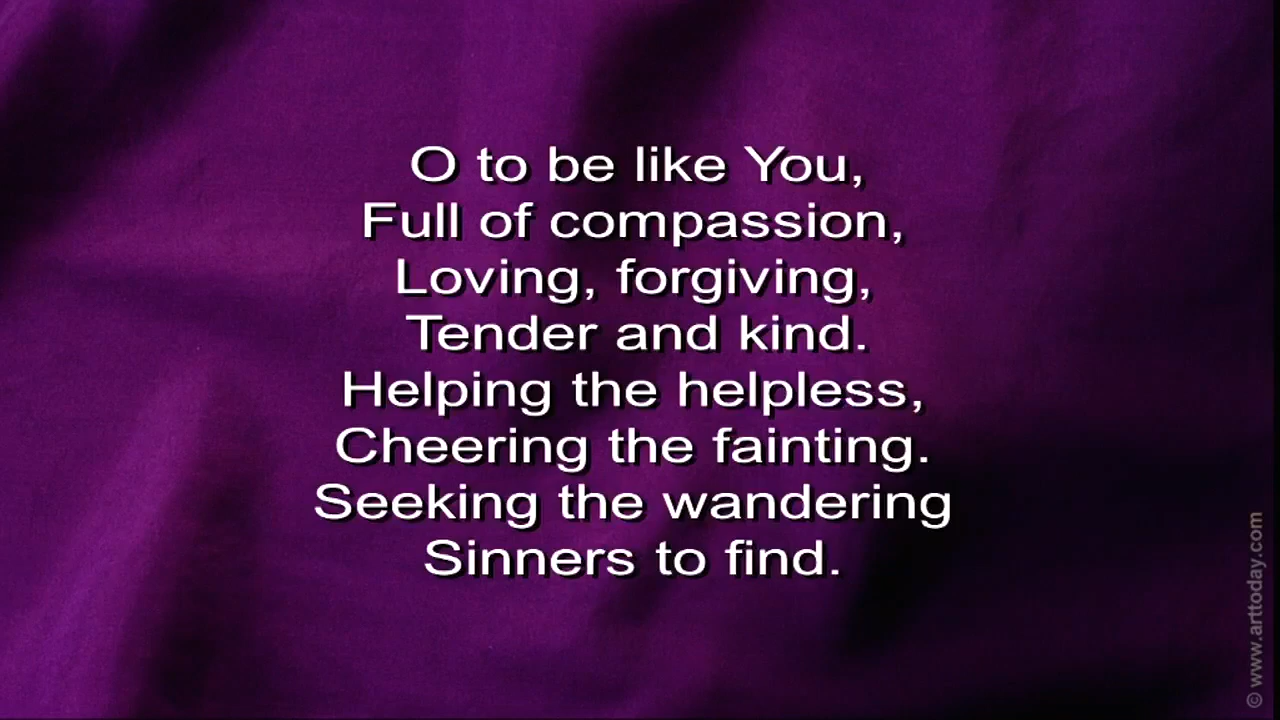 O to be like You,
Full of compassion,
Loving, forgiving,
Tender and kind.
Helping the helpless,
Cheering the fainting.
Seeking the wandering
Sinners to find.
© www.arttoday.com